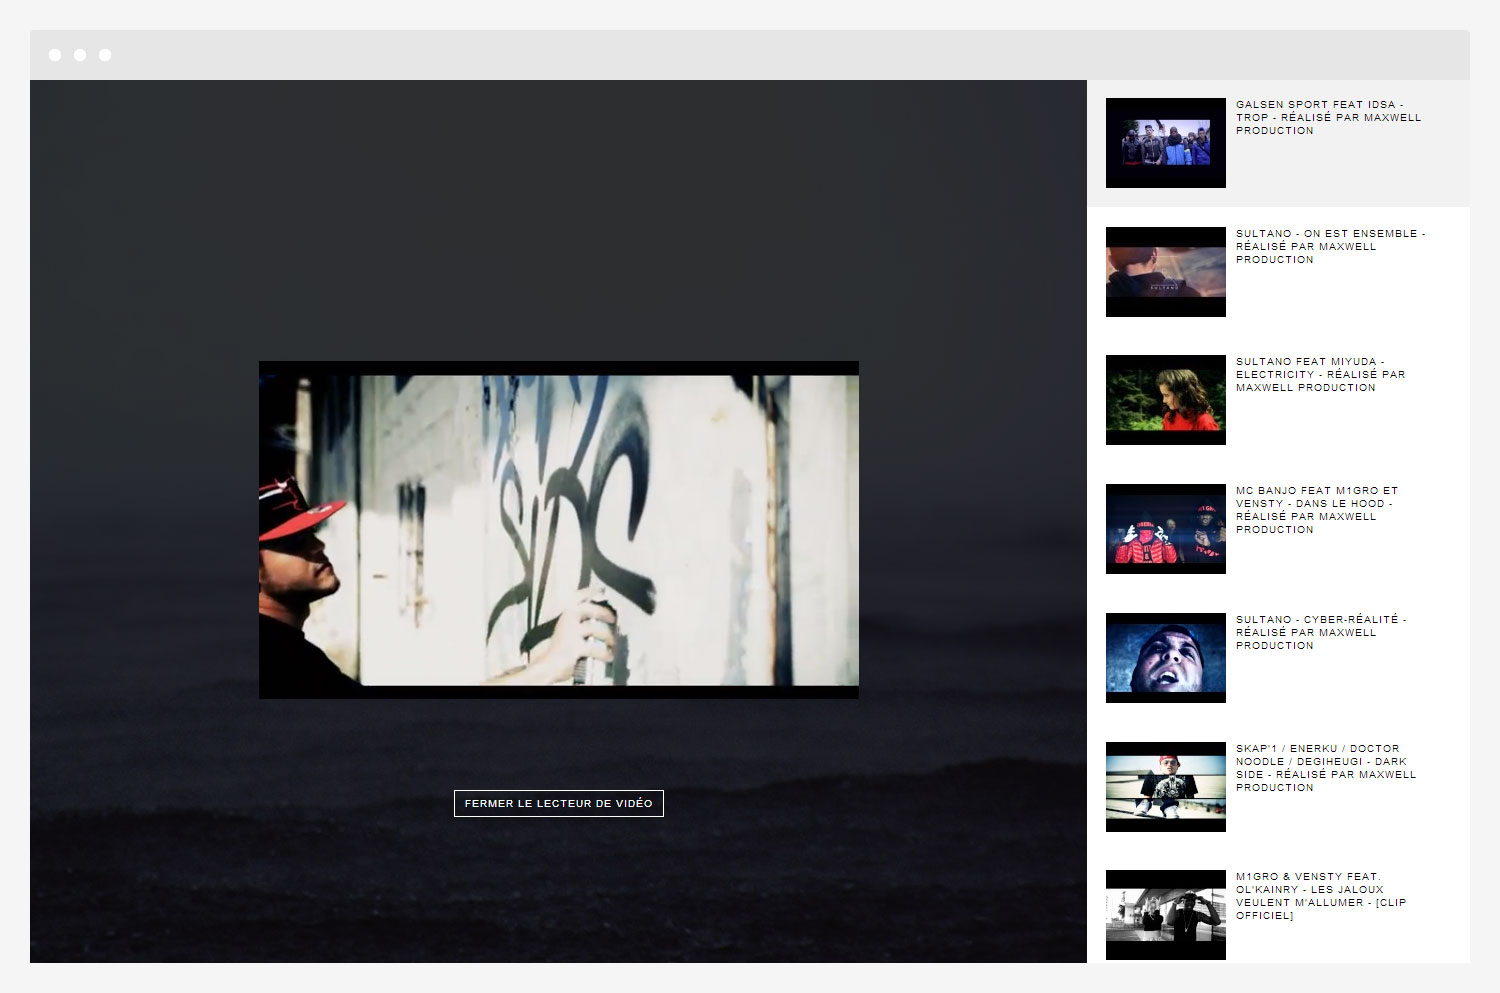 GALSEN SPORT FEAT IDSA -
TROP - RÉALISÉ PAR MAXWELL
PRODUCTION
SULTANO - ON EST ENSEMBLE -
RÉALISÉ PAR MAXWELL
PRODUCTION
SULTANO
SULTANO FEAT MIYUDA -
ELECTRICITY - RÉALISÉ PAR
MAXWELL PRODUCTION
MC BANJO FEAT M1GRO ET
VENSTY - DANS LE HOOD -
RÉALISÉ PAR MAXWELL
PRODUCTION
SULTANO - CYBER-RÉALITÉ -
RÉALISÉ PAR MAXWELL
PRODUCTION
SKAP'1 / ENERKU / DOCTOR
NOODLE / DEGIHEUGI - DARK
SIDE - RÉALISÉ PAR MAXWELL
PRODUCTION
M1GRO & VENSTY FEAT.
OL'KAINRY - LES JALOUX
VEULENT M'ALLUMER - [CLIP
OFFICIEL]
FERMER LE LECTEUR DE VIDÉO